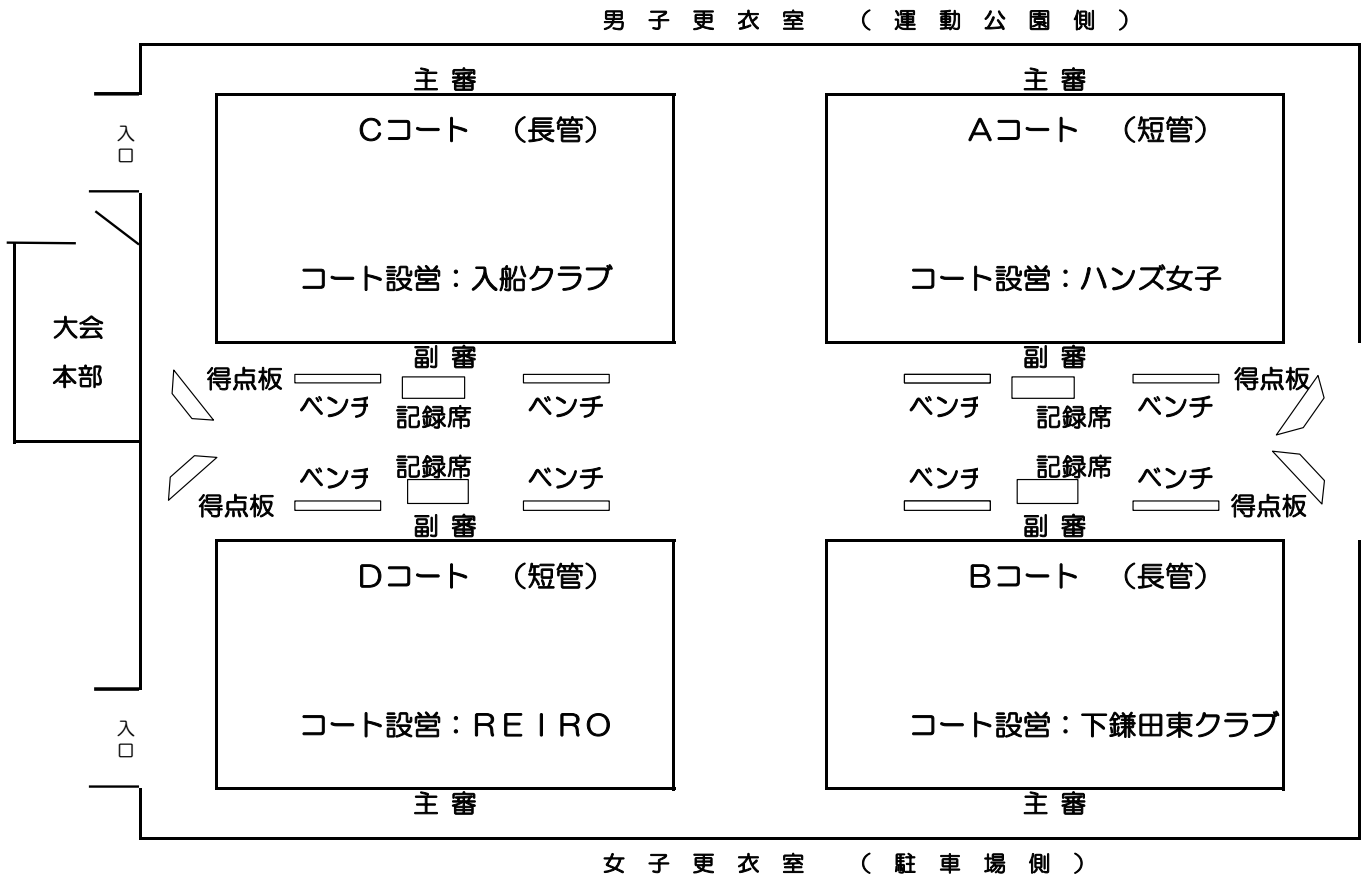 男子更衣室 （運動公園側）
主審
主審
Cコート （長管）
Aコート （短管）
入口
コート設営：入船クラブ
コート設営：ハンズ女子
大会
本部
副審
副審
得点板
ベンチ
記録席
ベンチ
ベンチ
記録席
ベンチ
得点板
得点板
ベンチ
記録席
ベンチ
ベンチ
記録席
ベンチ
得点板
副審
副審
Dコート （短管）
Bコート （長管）
入口
コート設営：ＲＥＩＲＯ
コート設営：下鎌田東クラブ
主審
主審
女子更衣室 （駐車場側）